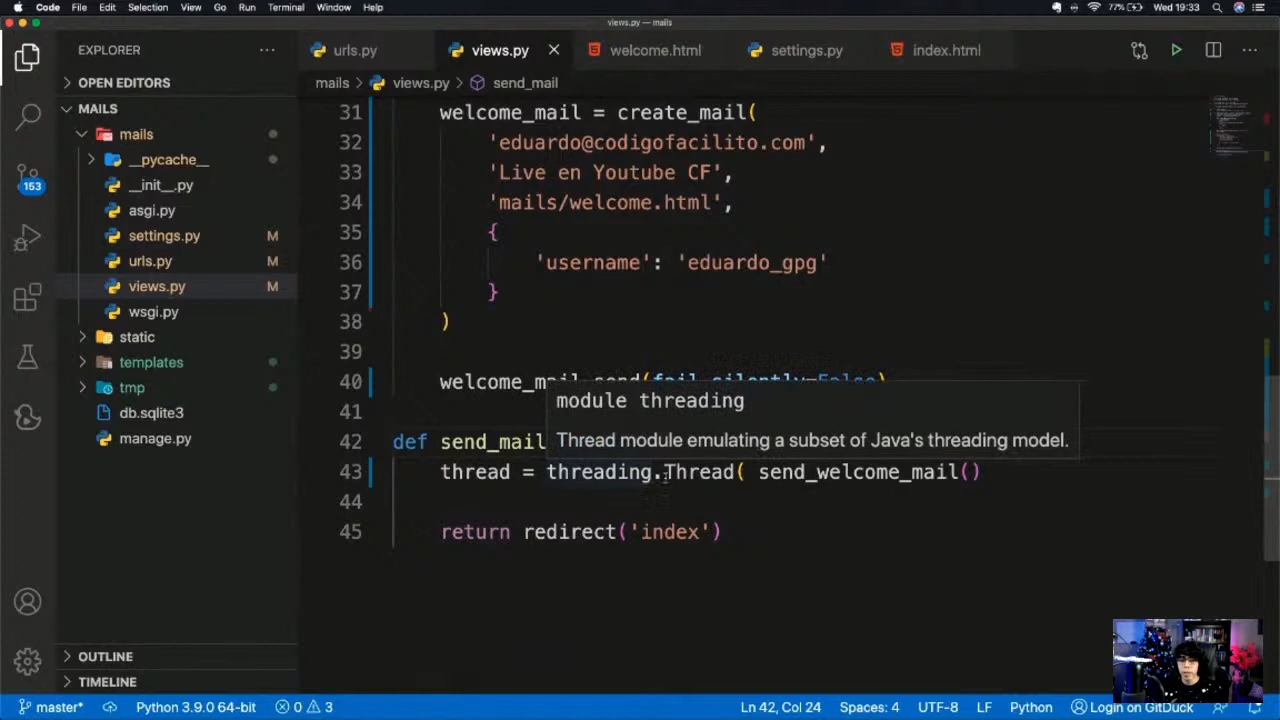 Code File Edit Selection View Go Run Terminal Window Help 77% Wed 19:33
views.py — mails
EXPLORER ···
urls.py views.py × welcome.html settings.py index.html ···
OPEN EDITORS
mails > views.py > send_mail
MAILS
mails
__pycache__
__init__.py
asgi.py
settings.py M
urls.py M
views.py M
wsgi.py
static
templates
tmp
db.sqlite3
manage.py
OUTLINE
TIMELINE
153
31 welcome_mail = create_mail(
32 'eduardo@codigofacilito.com',
33 'Live en Youtube CF',
34 'mails/welcome.html',
35 {
36 'username': 'eduardo_gpg'
37 }
38 )
39
40 welcome_mail.send(fail_silently=False)
module threading
Thread module emulating a subset of Java's threading model.
41
42 def send_mail
43 thread = threading.Thread( send_welcome_mail()
44
45 return redirect('index')
master* Python 3.9.0 64-bit 0 3 Ln 42, Col 24 Spaces: 4 UTF-8 LF Python Login on GitDuck